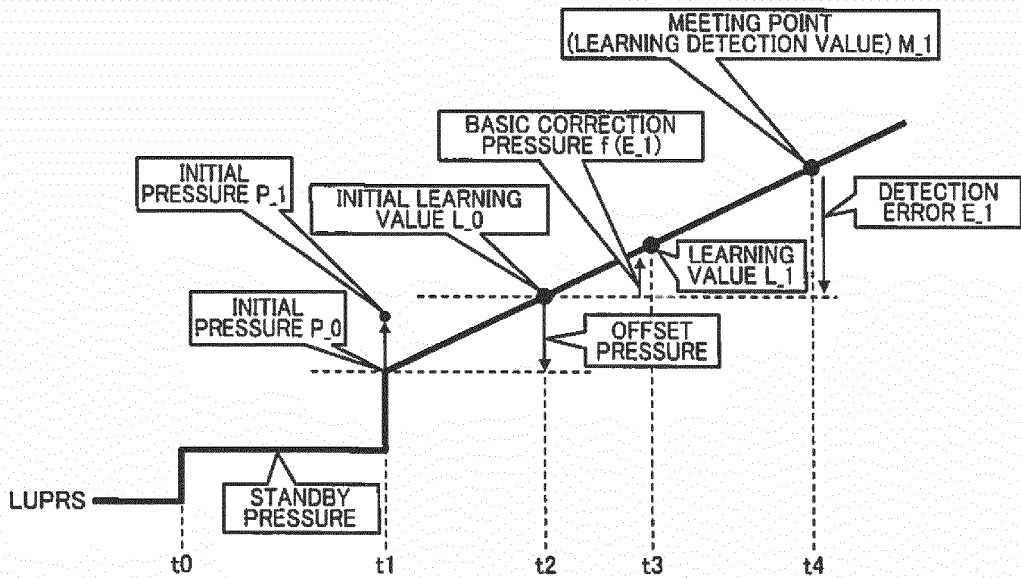 MEETING POINT
(LEARNING DETECTION VALUE) M_1
BASIC CORRECTION
PRESSURE f (E_1)
INITIAL
PRESSURE P_1
INITIAL LEARNING
VALUE L_0
DETECTION
ERROR E_1
LEARNING
VALUE L_1
INITIAL
PRESSURE P_0
OFFSET
PRESSURE
LUPRS
STANDBY
PRESSURE
t0
t1
t2
t3
t4